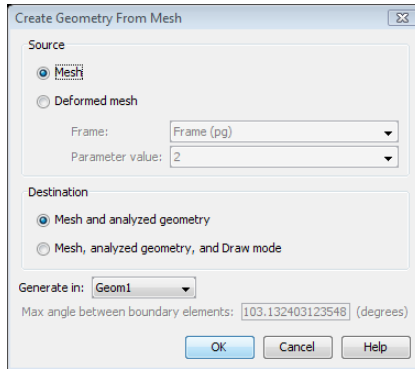 Create Geometry From Mesh
Source
Mesh
Deformed mesh
Frame: Frame (pg)
Parameter value: 2
Destination
Mesh and analyzed geometry
Mesh, analyzed geometry, and Draw mode
Generate in: Geom1
Max angle between boundary elements: 103.132403123548 (degrees)
OK Cancel Help